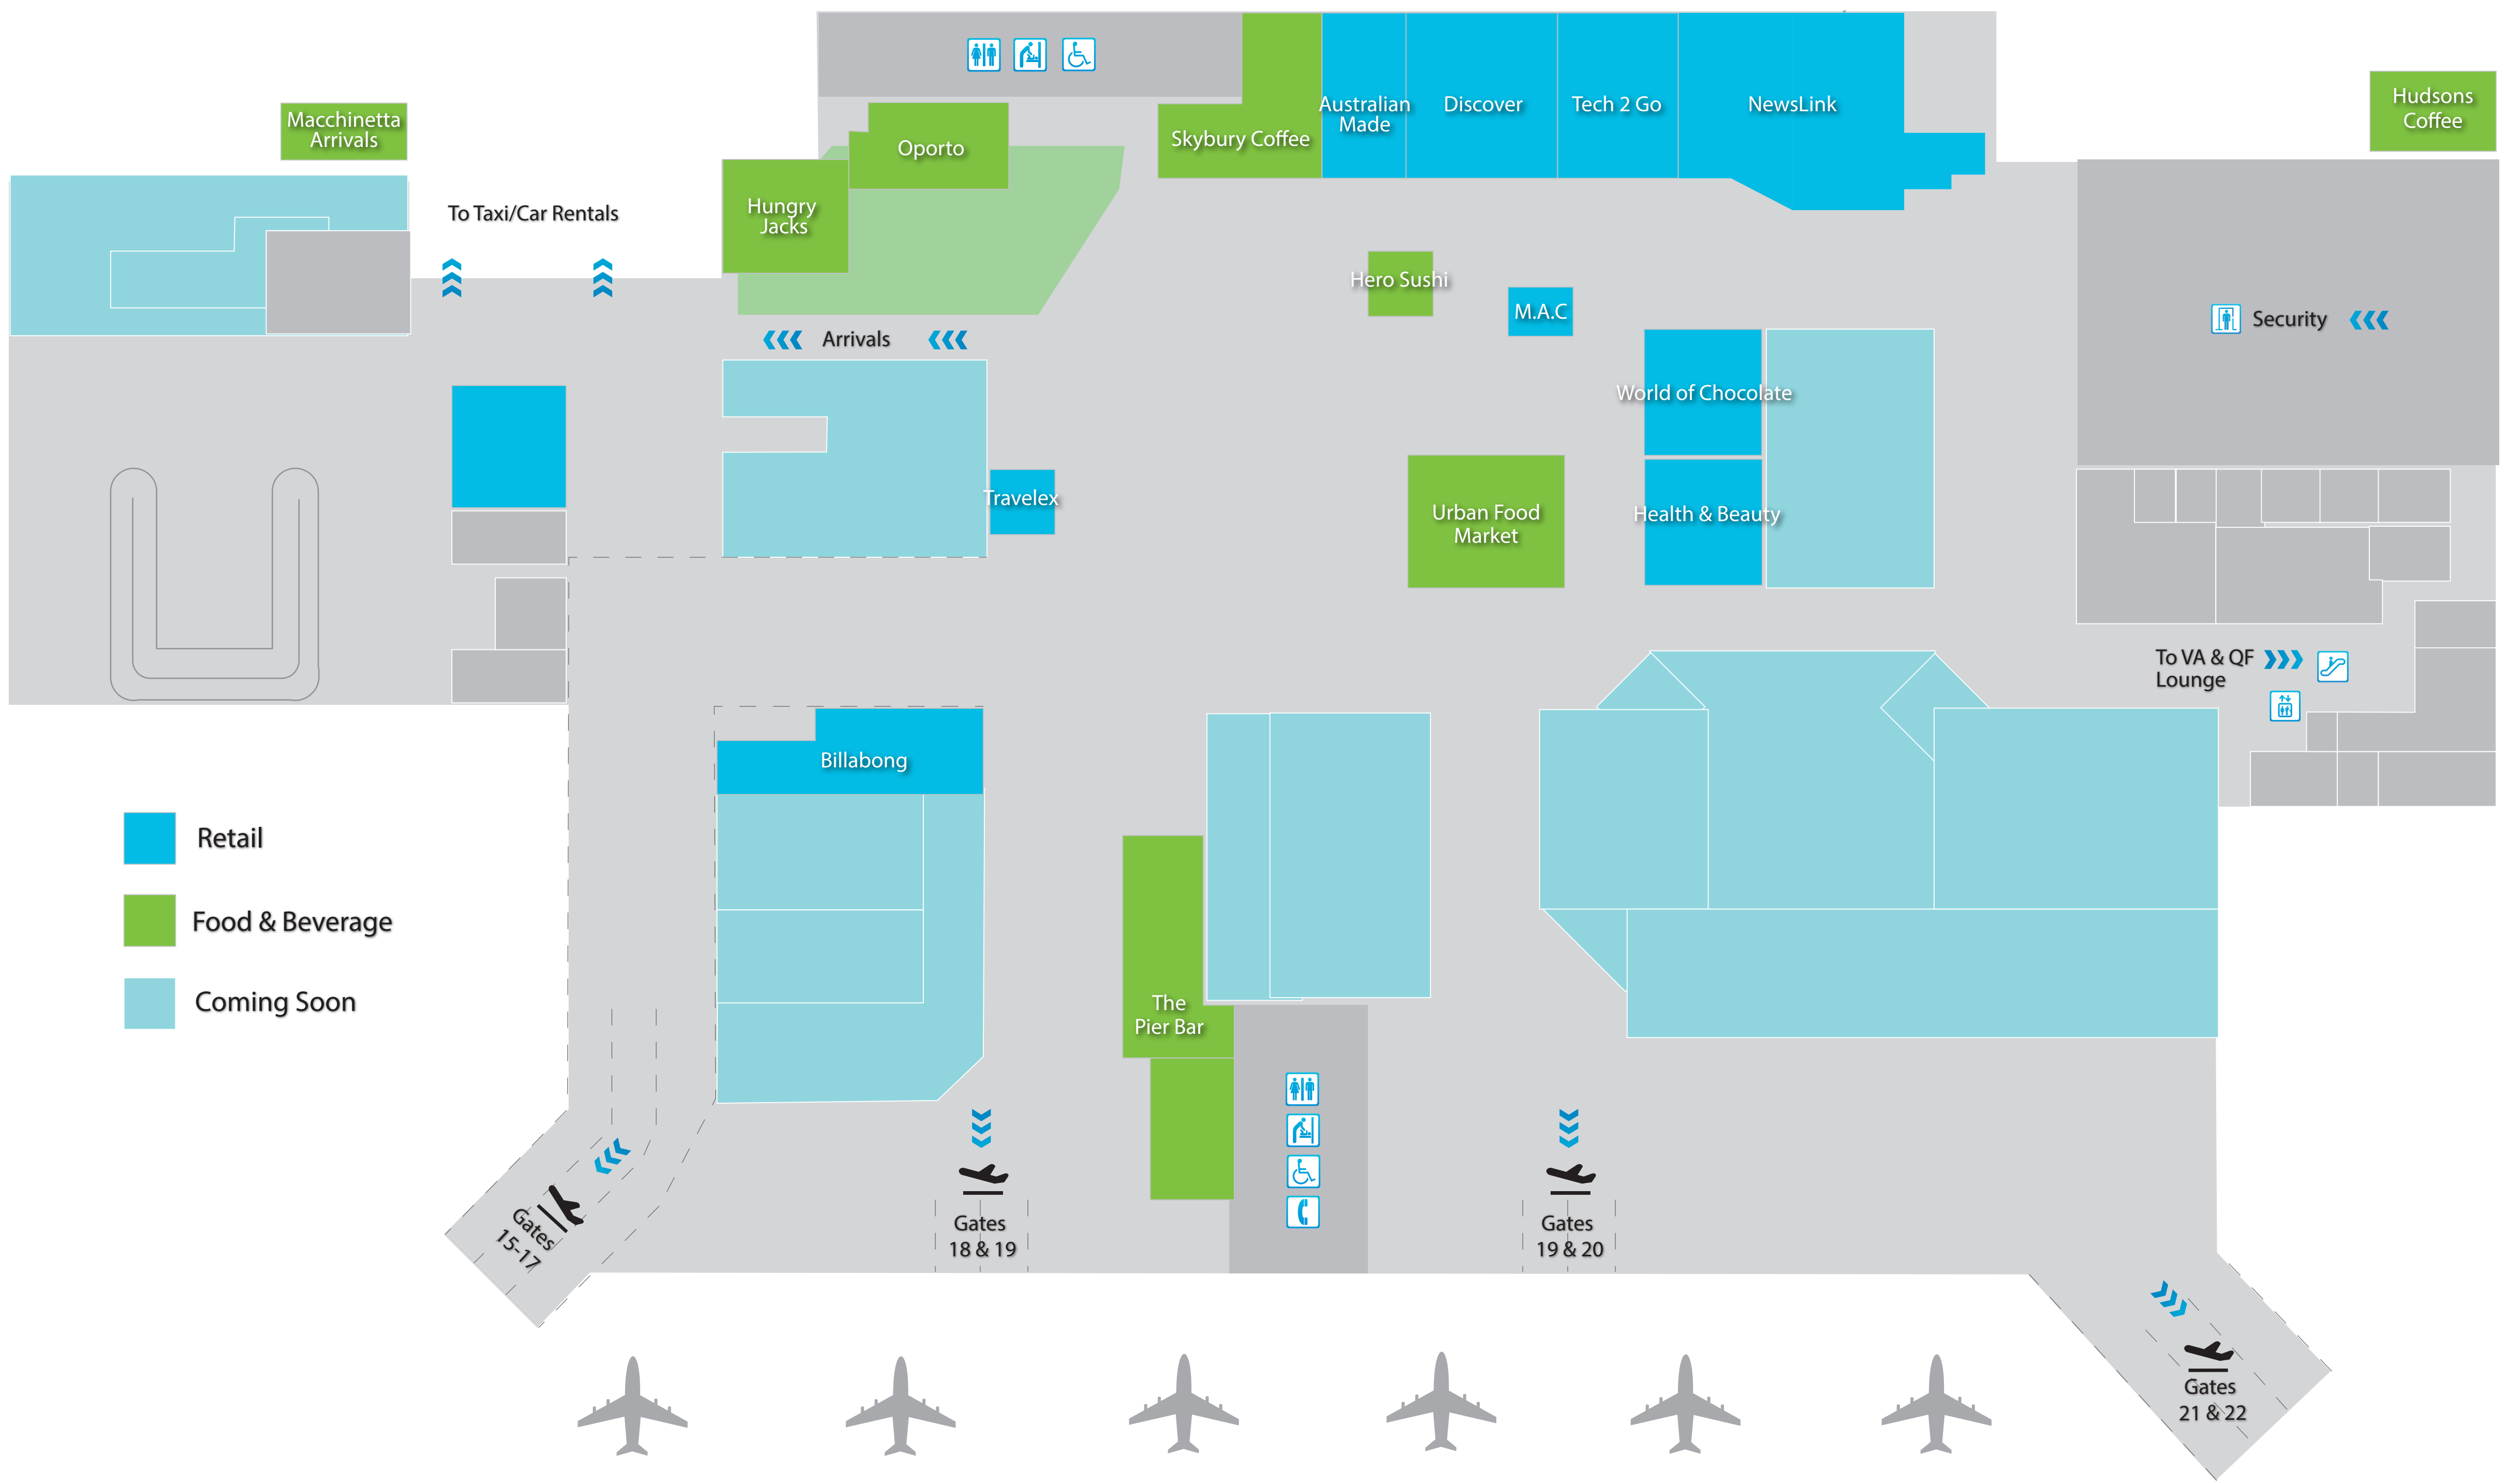 Macchinetta
Arrivals
To Taxi/Car Rentals
Hungry
Jacks
Oporto
Skybury Coffee
Australian
Made
Discover
Tech 2 Go
NewsLink
Hudsons
Coffee
Hero Sushi
M.A.C
Security
Arrivals
World of Chocolate
Travelex
Urban Food
Market
Health & Beauty
To VA & QF
Lounge
Billabong
Retail
Food & Beverage
Coming Soon
The
Pier Bar
Gates
15-17
Gates
18 & 19
Gates
19 & 20
Gates
21 & 22